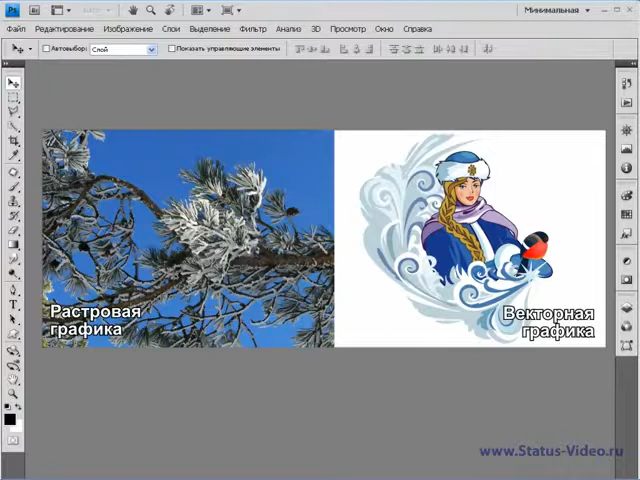 Ps
Br
Минимальная
Файл Редактирование Изображение Слои Выделение Фильтр Анализ 3D Просмотр Окно Справка
Автовыбор: Слой Показать управляющие элементы
Растровая
графика
Векторная
графика
www.Status-Video.ru